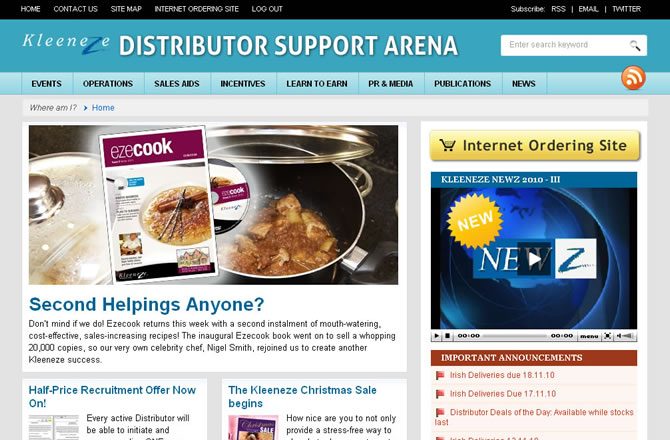 HOME CONTACT US SITE MAP INTERNET ORDERING SITE LOG OUT Subscribe: RSS | EMAIL | TWITTER
Kleeneze DISTRIBUTOR SUPPORT ARENA
Enter search keyword
EVENTS OPERATIONS SALES AIDS INCENTIVES LEARN TO EARN PR & MEDIA PUBLICATIONS NEWS
Where am I? Home
ezecook
Kleeneze
Second Helpings Anyone?
Don't mind if we do! Ezecook returns this week with a second instalment of mouth-watering,
cost-effective, sales-increasing recipes! The inaugural Ezecook book went on to sell a whopping
20,000 copies, so our very own celebrity chef, Nigel Smith, rejoined us to create another
Kleeneze success.
Half-Price Recruitment Offer Now
On!
Every active Distributor will
be able to initiate and
The Kleeneze Christmas Sale
begins
How nice are you to not only
provide a stress-free way to
Internet Ordering Site
KLEENEZE NEWZ 2010 - III
NEW
NEWZ
00:00 00:00 menu
IMPORTANT ANNOUNCEMENTS
Irish Deliveries due 18.11.10
Irish Deliveries Due 17.11.10
Distributor Deals of the Day: Available while stocks
last